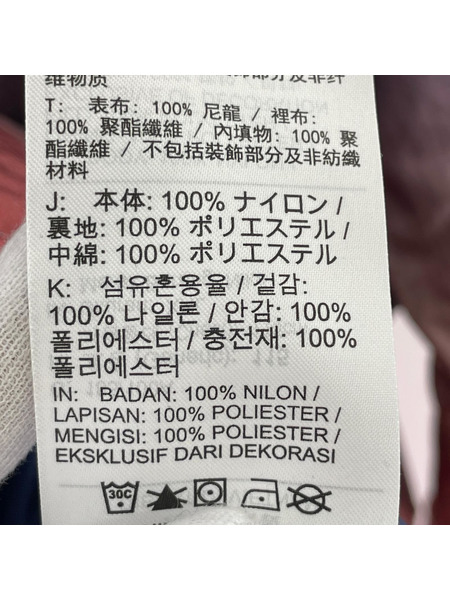 维物质
T: 表布: 100% 尼龍 / 裡布:
100% 聚酯纖維 / 內填物: 100% 聚
酯纖維 / 不包括裝飾部分及非紡織
材料
J: 本体: 100% ナイロン /
裏地: 100% ポリエステル /
中綿: 100% ポリエステル
K: 섬유혼용율 / 겉감:
100% 나일론 / 안감: 100%
폴리에스터 / 충전재: 100%
폴리에스터
IN: BADAN: 100% NILON /
LAPISAN: 100% POLIESTER /
MENGISI: 100% POLIESTER /
EKSKLUSIF DARI DEKORASI
30C